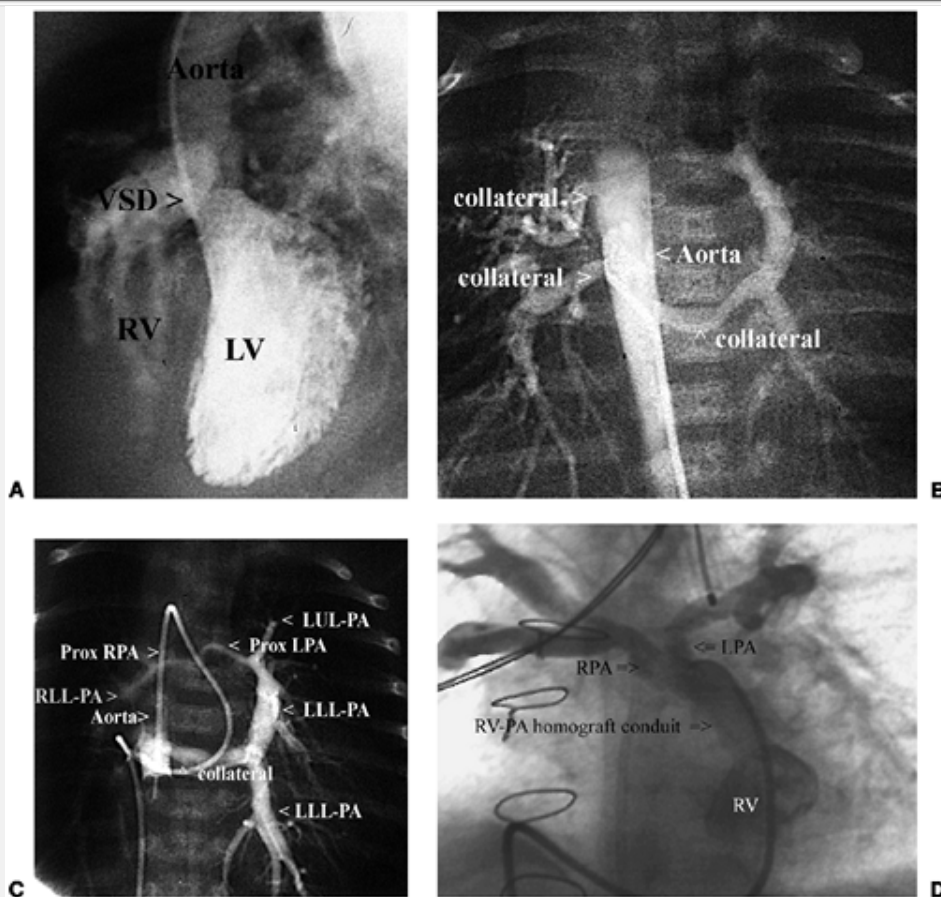 Aorta
VSD >
RV
LV
A
collateral >
< Aorta
collateral >
^ collateral
B
< LUL-PA
Prox RPA >
< Prox LPA
RLL-PA >
< LLL-PA
Aorta>
^ collateral
< LLL-PA
C
<= LPA
RPA =>
RV-PA homograft conduit =>
RV
D